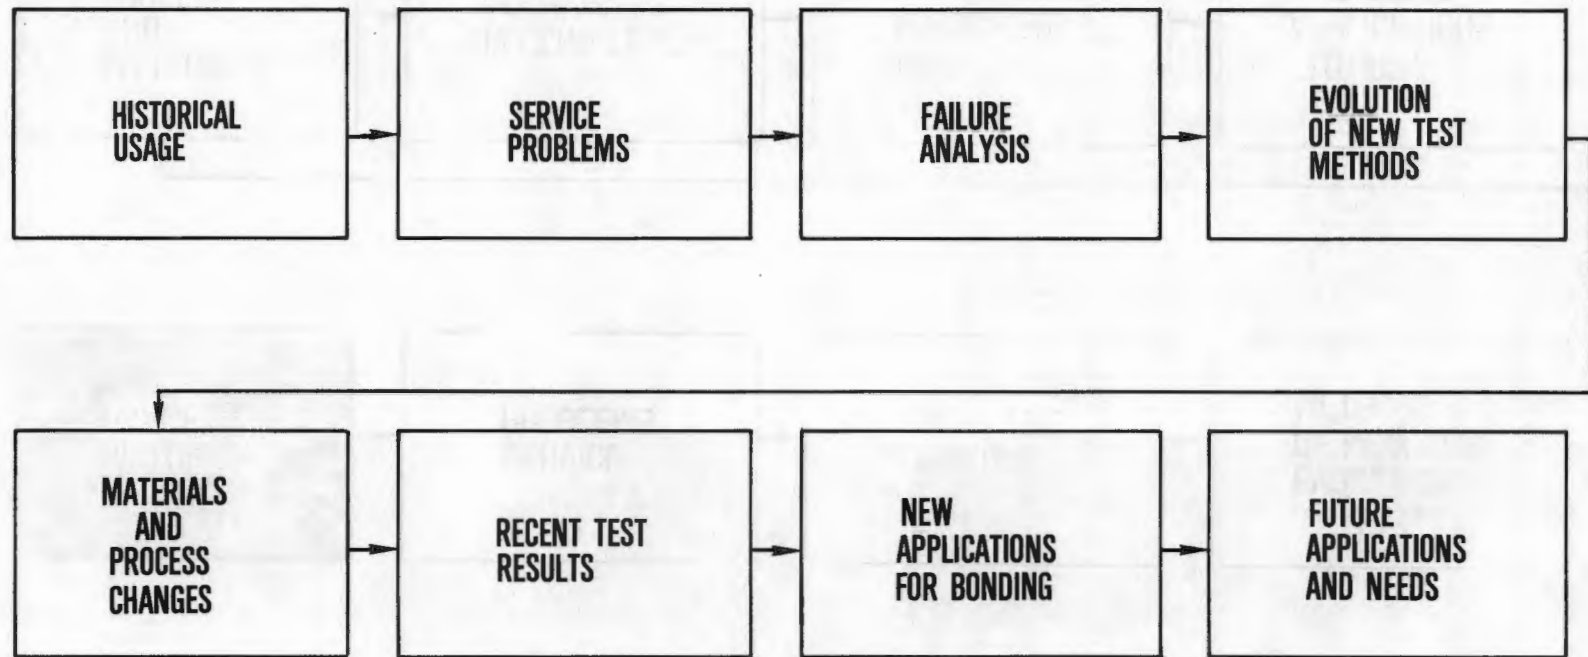 HISTORICAL
USAGE
SERVICE
PROBLEMS
FAILURE
ANALYSIS
EVOLUTION
OF NEW TEST
METHODS
MATERIALS
AND
PROCESS
CHANGES
RECENT TEST
RESULTS
NEW
APPLICATIONS
FOR BONDING
FUTURE
APPLICATIONS
AND NEEDS